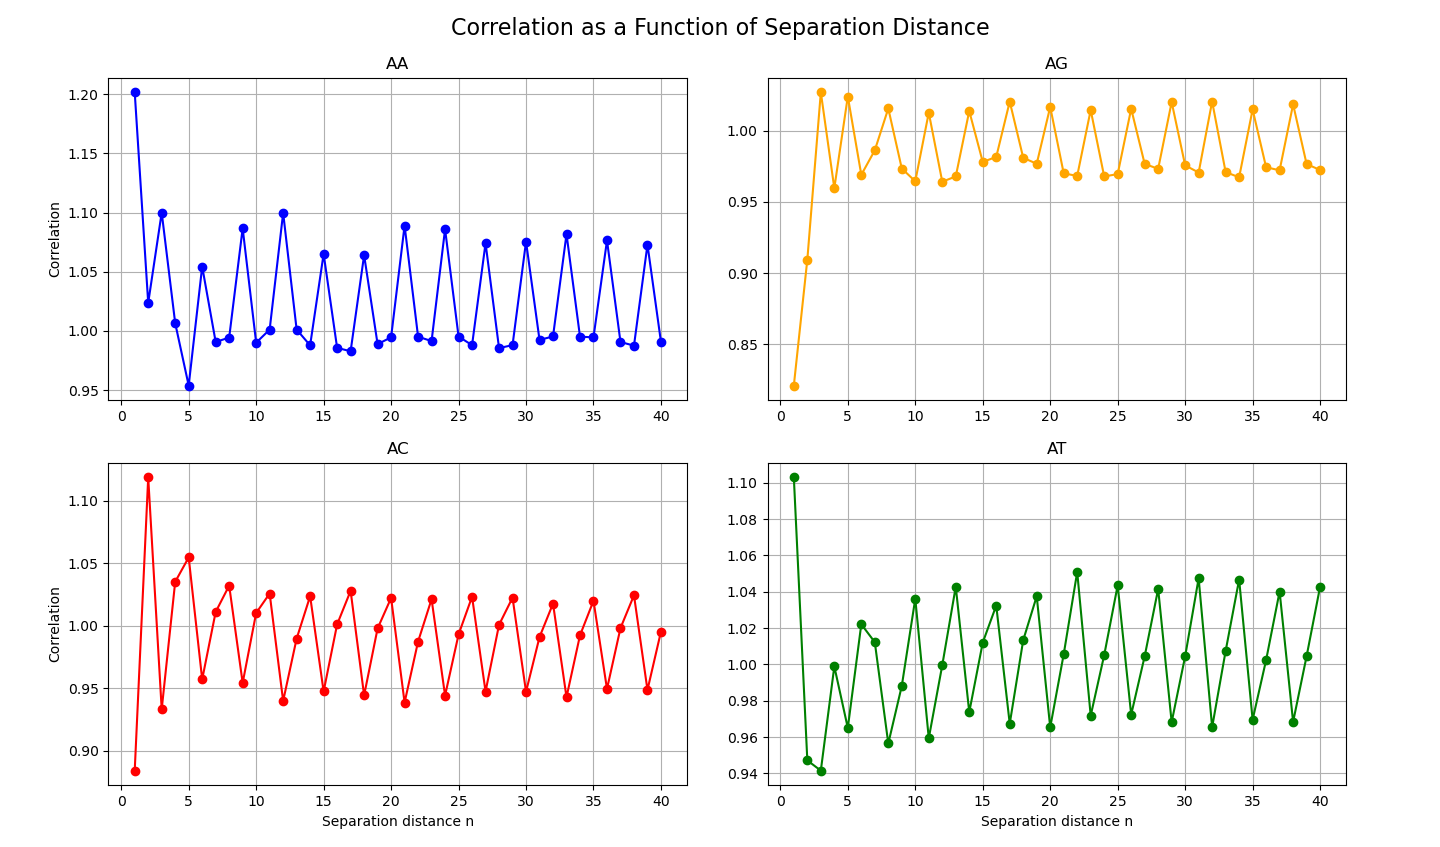 Correlation as a Function of Separation Distance
AA
1.20
1.15
1.10
1.05
1.00
0.95
Correlation
0 5 10 15 20 25 30 35 40
AG
1.00
0.95
0.90
0.85
0 5 10 15 20 25 30 35 40
AC
1.10
1.05
1.00
0.95
0.90
Correlation
0 5 10 15 20 25 30 35 40
Separation distance n
AT
1.10
1.08
1.06
1.04
1.02
1.00
0.98
0.96
0.94
0 5 10 15 20 25 30 35 40
Separation distance n